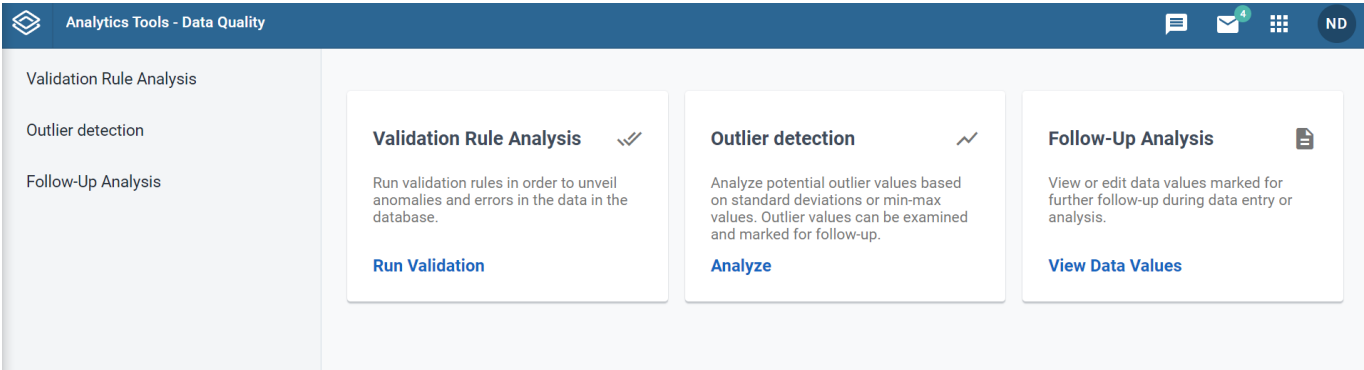 Analytics Tools - Data Quality
4
ND
Validation Rule Analysis
Outlier detection
Follow-Up Analysis
Validation Rule Analysis
Run validation rules in order to unveil
anomalies and errors in the data in the
database.
Run Validation
Outlier detection
Analyze potential outlier values based
on standard deviations or min-max
values. Outlier values can be examined
and marked for follow-up.
Analyze
Follow-Up Analysis
View or edit data values marked for
further follow-up during data entry or
analysis.
View Data Values